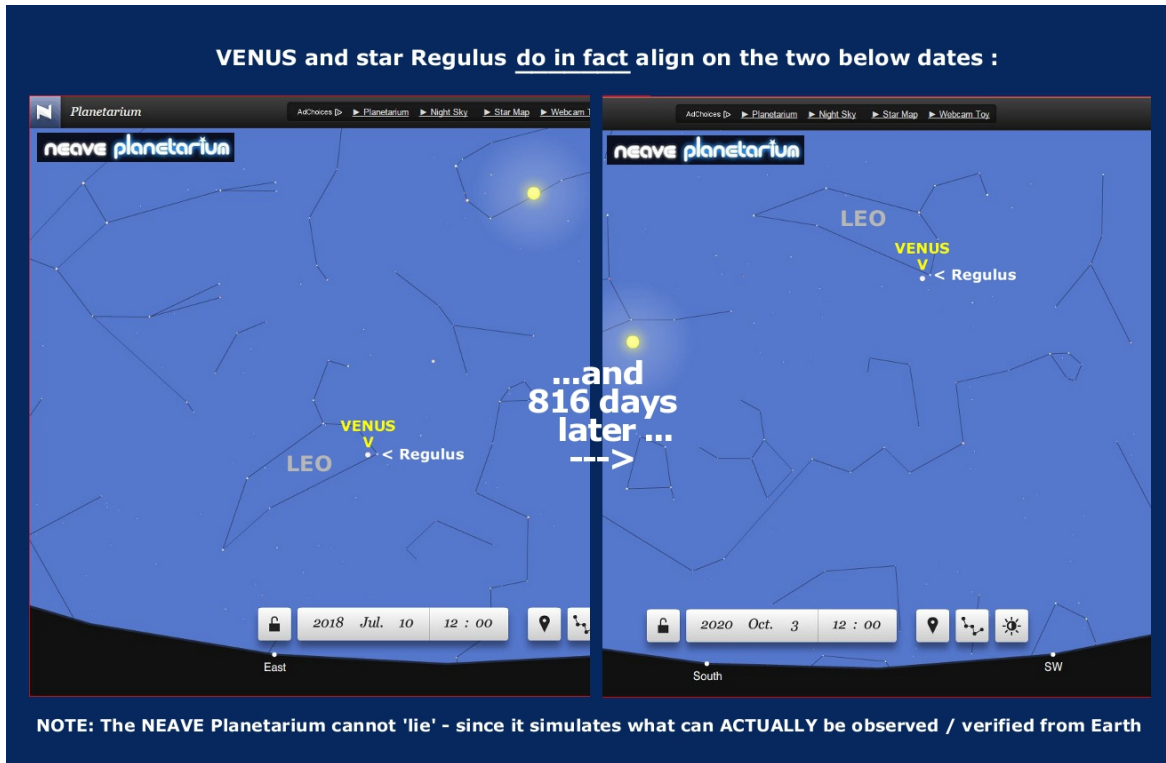 VENUS and star Regulus do in fact align on the two below dates :
N Planetarium AdChoices ▶ Planetarium ▶ Night Sky ▶ Star Map ▶ Webcam T
neave planetarium
VENUS
V
< Regulus
LEO
2018 Jul. 10 12 : 00
East
...and
816 days
later ...
--->
AdChoices ▶ Planetarium ▶ Night Sky ▶ Star Map ▶ Webcam Toy
neave planetarium
LEO
VENUS
V
< Regulus
2020 Oct. 3 12 : 00
South
SW
NOTE: The NEAVE Planetarium cannot 'lie' - since it simulates what can ACTUALLY be observed / verified from Earth